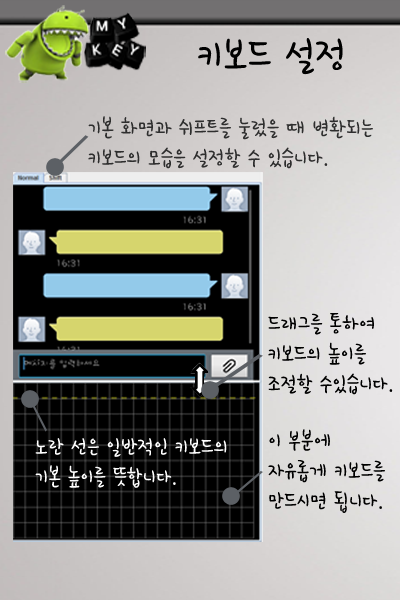 MY
KEY
키보드 설정
기본 화면과 쉬프트를 눌렀을 때 변환되는
키보드의 모습을 설정할 수 있습니다.
Normal Shift
16:31
16:31
16:31
16:31
메시지를 입력하세요
드래그를 통하여
키보드의 높이를
조절할 수있습니다.
노란 선은 일반적인 키보드의
기본 높이를 뜻합니다.
이 부분에
자유롭게 키보드를
만드시면 됩니다.